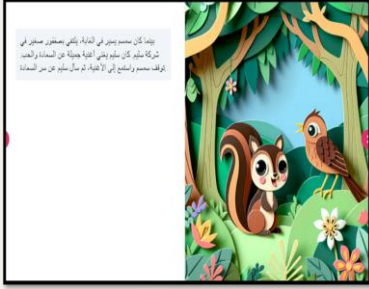 بينما كان سمسم يسير في الغابة، يلتقي بعصفور صغير في
شركة سليم. كان سليم يغني أغنية جميلة عن السعادة والحب.
توقف سمسم واستمع إلى الأغنية، ثم سأل سليم عن سر السعادة